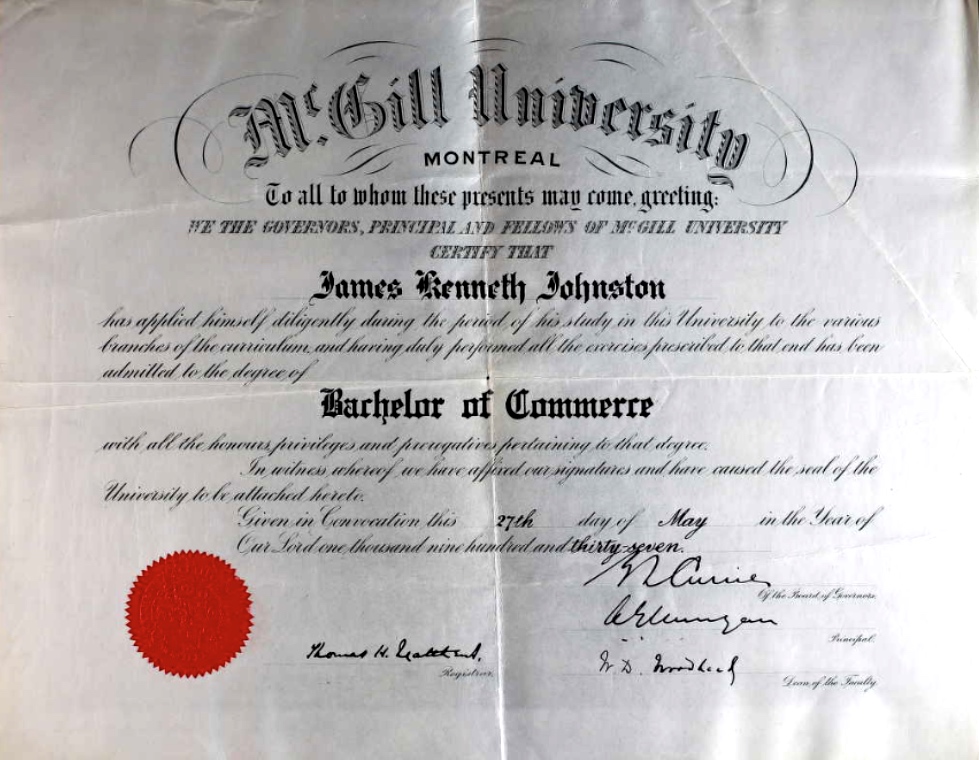 McGill University
MONTREAL
To all to whom these presents may come, greeting:
WE THE GOVERNORS, PRINCIPAL AND FELLOWS OF McGILL UNIVERSITY
CERTIFY THAT
James Kenneth Johnston
has applied himself diligently during the period of his study in this University to the various
branches of the curriculum, and having duly performed all the exercises prescribed to that end has been
admitted to the degree of
Bachelor of Commerce
with all the honours, privileges and prerogatives pertaining to that degree.
In witness whereof we have affixed our signatures and have caused the seal of the
University to be attached hereto.
Given in Convocation this 27th day of May in the Year of
Our Lord one thousand nine hundred and thirty-seven.
Of the Board of Governors.
Principal.
Thomas H.
Registrar.
W. D.
Dean of the Faculty.